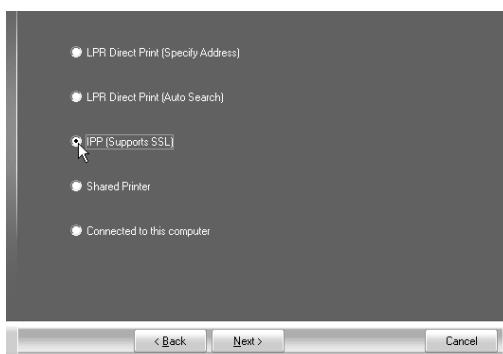 LPR Direct Print (Specify Address)
LPR Direct Print (Auto Search)
IPP (Supports SSL)
Shared Printer
Connected to this computer
< Back Next > Cancel